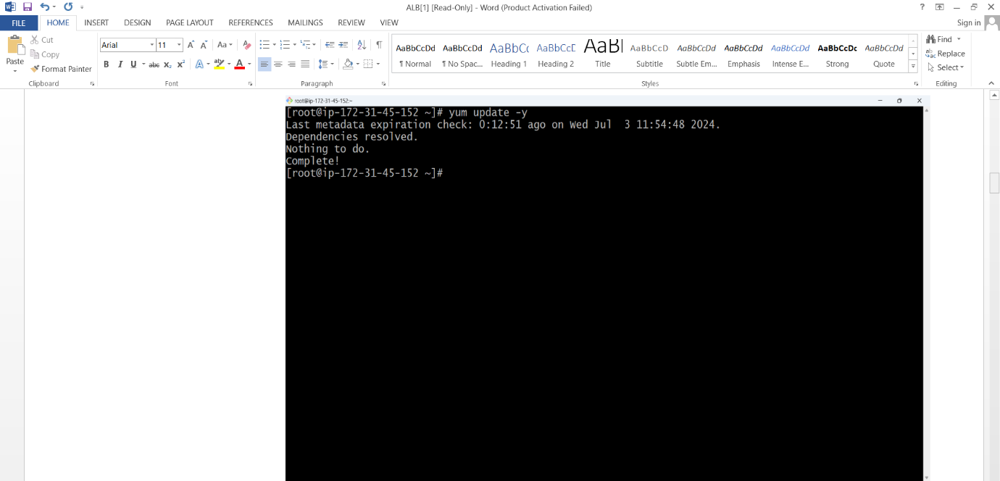 ALB[1] [Read-Only] - Word (Product Activation Failed)
FILE HOME INSERT DESIGN PAGE LAYOUT REFERENCES MAILINGS REVIEW VIEW Sign in
Paste
Cut
Copy
Format Painter
Clipboard
Arial 11
Font
Paragraph
AaBbCcDd AaBbCcDd AaBbCc AaBbCcD AaBl AaBbCcD AaBbCcDd AaBbCcDd AaBbCcDd AaBbCcDc AaBbCcDd
¶ Normal ¶ No Spac... Heading 1 Heading 2 Title Subtitle Subtle Em... Emphasis Intense E... Strong Quote
Styles
Find
Replace
Select
Editing
root@ip-172-31-45-152:~
[root@ip-172-31-45-152 ~]# yum update -y
Last metadata expiration check: 0:12:51 ago on Wed Jul  3 11:54:48 2024.
Dependencies resolved.
Nothing to do.
Complete!
[root@ip-172-31-45-152 ~]#